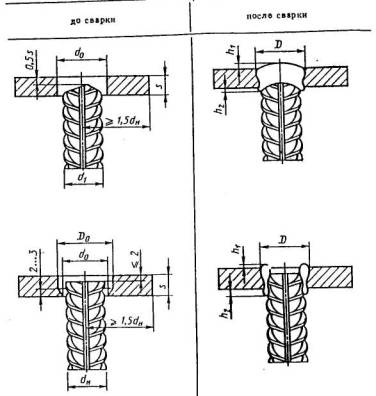 до сварки
после сварки
0,5s
d₀
s
⩾ 1,5dн
d₁
h₁
D
h₂
D₀
d₀
2...3
⩽ 2
s
⩾ 1,5dн
dн
h₁
D
h₂